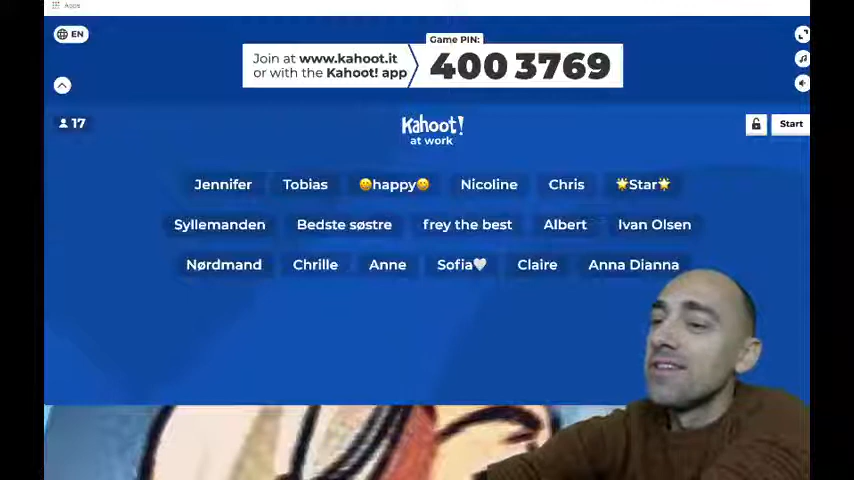 Apps
EN
Game PIN:
Join at www.kahoot.it
or with the Kahoot! app
400 3769
17
Kahoot!
at work
Start
Jennifer Tobias 😀happy😀 Nicoline Chris 🌟Star🌟
Syllemanden Bedste søstre frey the best Albert Ivan Olsen
Nørdmand Chrille Anne Sofia🤍 Claire Anna Dianna